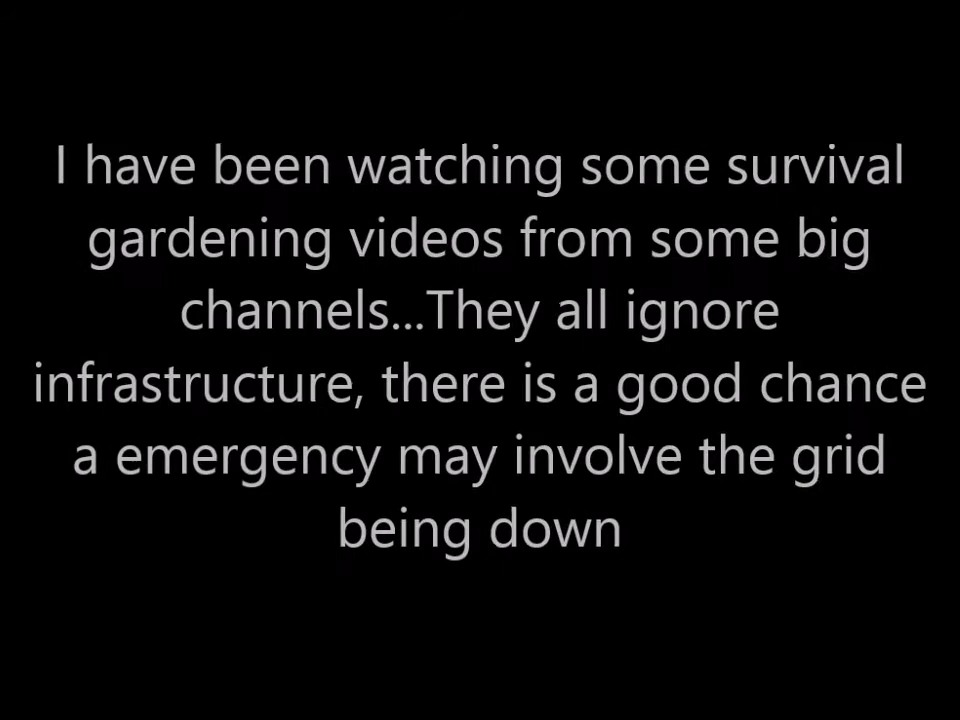 I have been watching some survival
gardening videos from some big
channels...They all ignore
infrastructure, there is a good chance
a emergency may involve the grid
being down